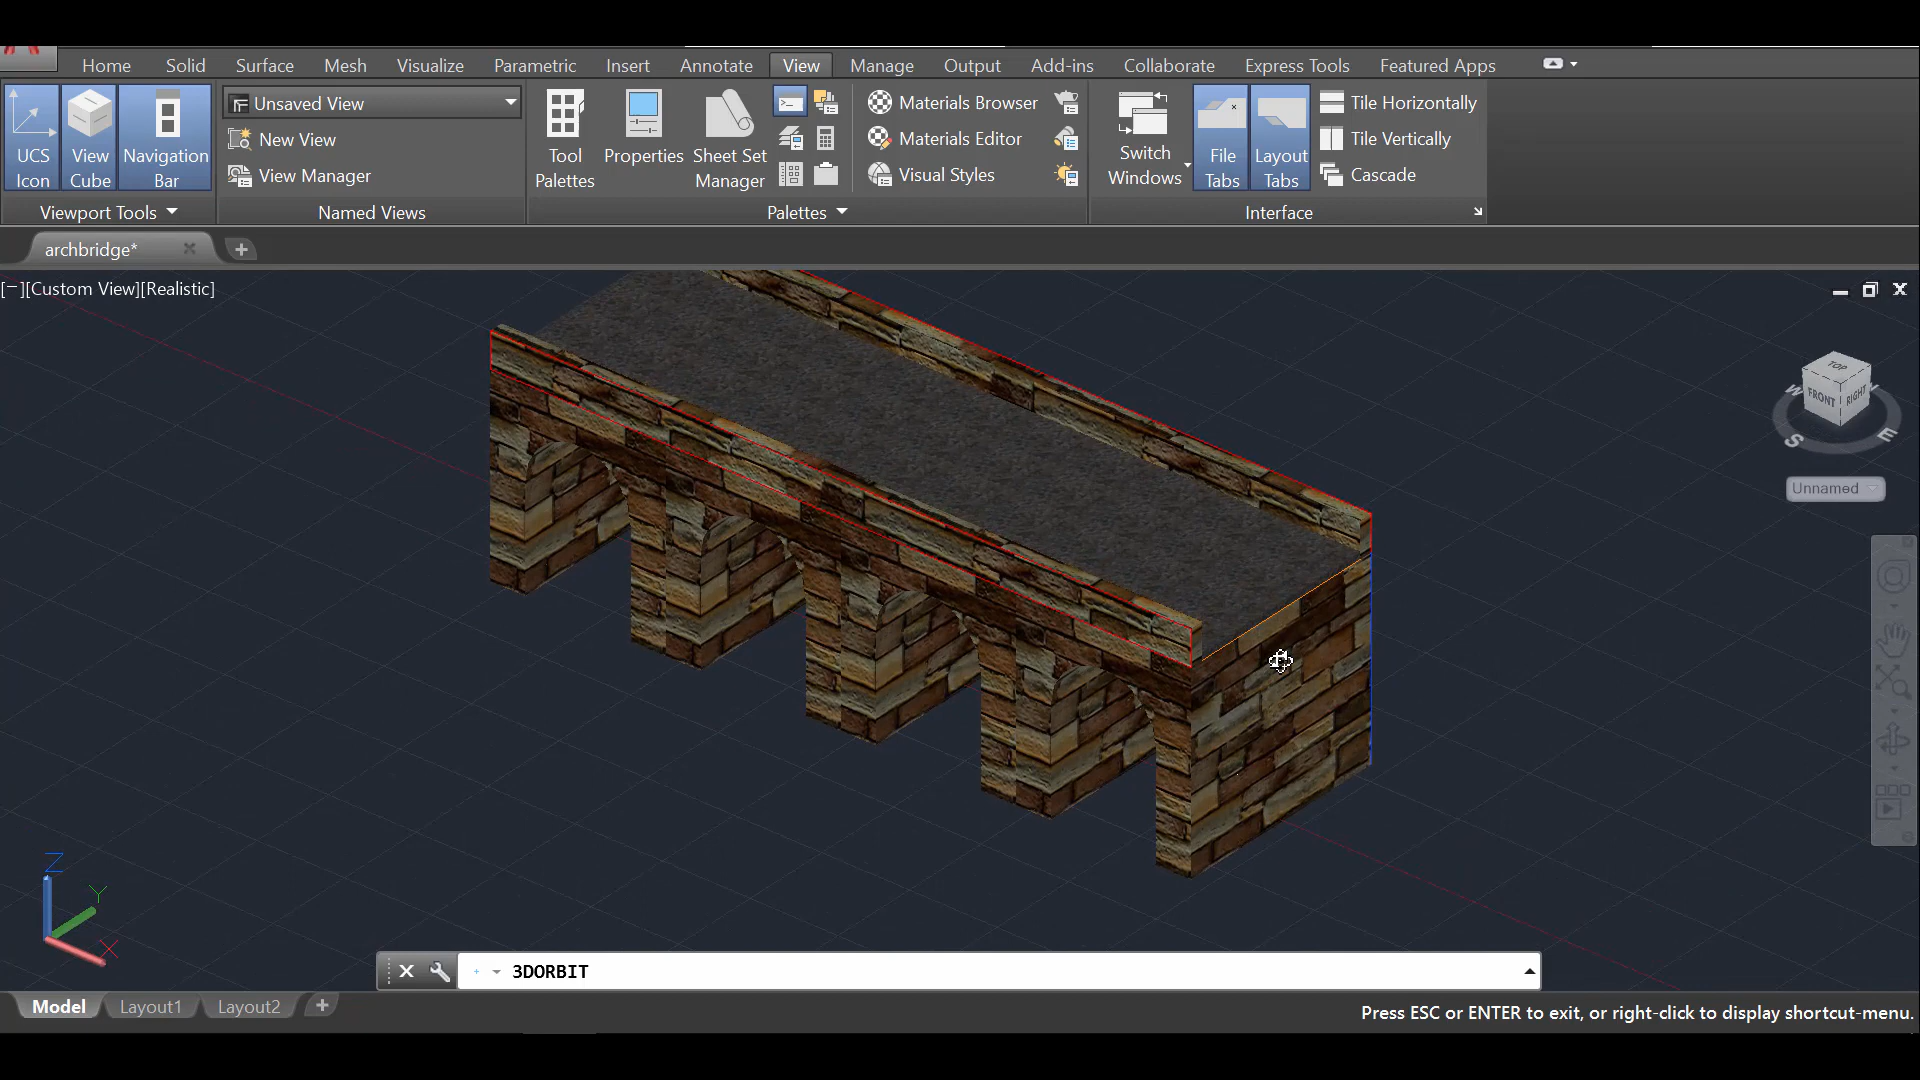 Home Solid Surface Mesh Visualize Parametric Insert Annotate View Manage Output Add-ins Collaborate Express Tools Featured Apps
UCS Icon
View Cube
Navigation Bar
Viewport Tools
Unsaved View
New View
View Manager
Named Views
Tool Palettes
Properties
Sheet Set Manager
Materials Browser
Materials Editor
Visual Styles
Palettes
Switch Windows
File Tabs
Layout Tabs
Tile Horizontally
Tile Vertically
Cascade
Interface
archbridge*
[−][Custom View][Realistic]
TOP
FRONT
RIGHT
W
S
E
Unnamed
Z
Y
X
3DORBIT
Model Layout1 Layout2
Press ESC or ENTER to exit, or right-click to display shortcut-menu.